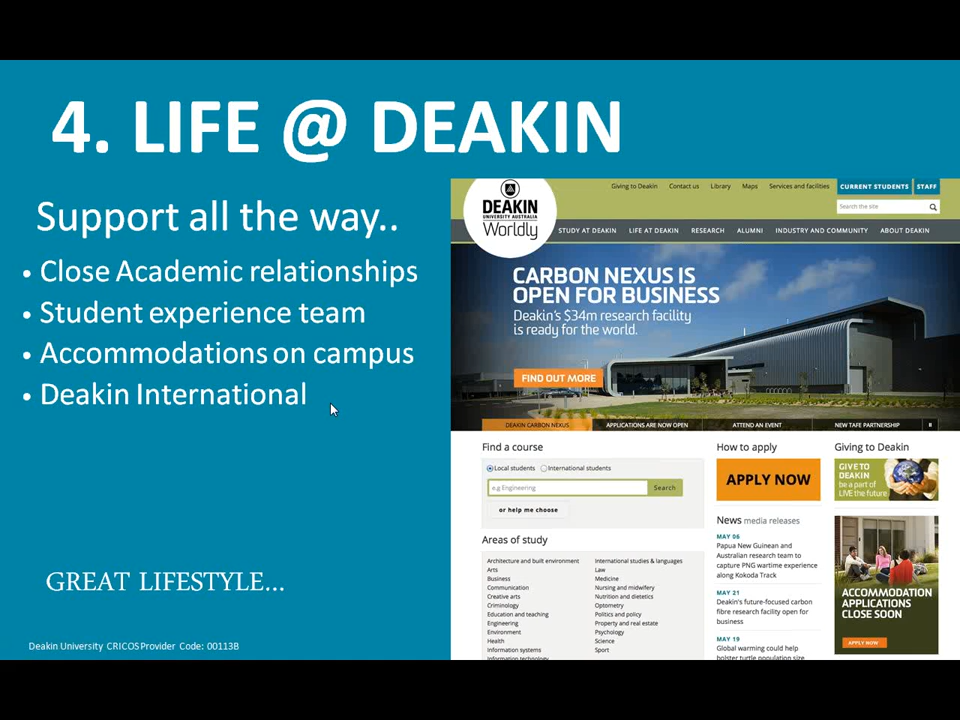 4. LIFE @ DEAKIN
Support all the way..
• Close Academic relationships
• Student experience team
• Accommodations on campus
• Deakin International
GREAT LIFESTYLE...
Deakin University CRICOS Provider Code: 00113B
Giving to Deakin Contact us Library Maps Services and facilities CURRENT STUDENTS STAFF
Search the site
DEAKIN
UNIVERSITY AUSTRALIA
Worldly
STUDY AT DEAKIN LIFE AT DEAKIN RESEARCH ALUMNI INDUSTRY AND COMMUNITY ABOUT DEAKIN
CARBON NEXUS IS
OPEN FOR BUSINESS
Deakin's $34m research facility
is ready for the world.
FIND OUT MORE
DEAKIN CARBON NEXUS APPLICATIONS ARE NOW OPEN ATTEND AN EVENT NEW TAFE PARTNERSHIP
Find a course
Local students International students
e.g Engineering Search
or help me choose
Areas of study
Architecture and built environment
Arts
Business
Communication
Creative arts
Criminology
Education and teaching
Engineering
Environment
Health
Information systems
Information technology
International studies & languages
Law
Medicine
Nursing and midwifery
Nutrition and dietetics
Optometry
Politics and policy
Property and real estate
Psychology
Science
Sport
How to apply
APPLY NOW
News media releases
MAY 06
Papua New Guinean and
Australian research team to
capture PNG wartime experience
along Kokoda Track
MAY 21
Deakin's future-focused carbon
fibre research facility open for
business
MAY 19
Global warming could help
bolster turtle population size
Giving to Deakin
GIVE TO
DEAKIN
be a part of
LIVE the future
ACCOMMODATION
APPLICATIONS
CLOSE SOON
APPLY NOW